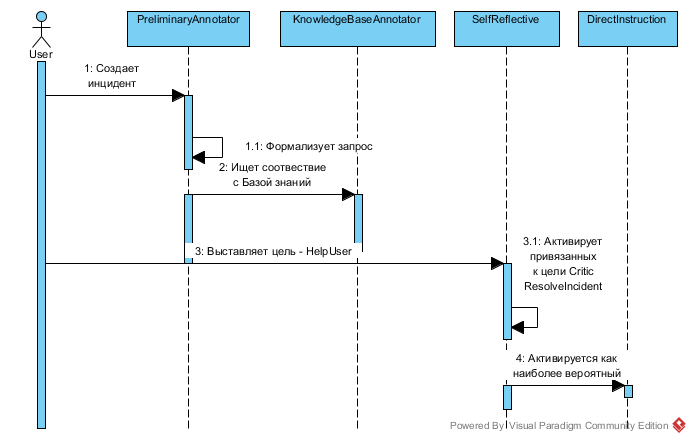 PreliminaryAnnotator
KnowledgeBaseAnnotator
SelfReflective
DirectInstruction
User
1: Создает
инцидент
1.1: Формализует запрос
2: Ищет соотвествие
с Базой знаний
3: Выставляет цель - HelpUser
3.1: Активирует
привязанных
к цели Critic
ResolveIncident
4: Активируется как
наиболее вероятный
Powered By Visual Paradigm Community Edition